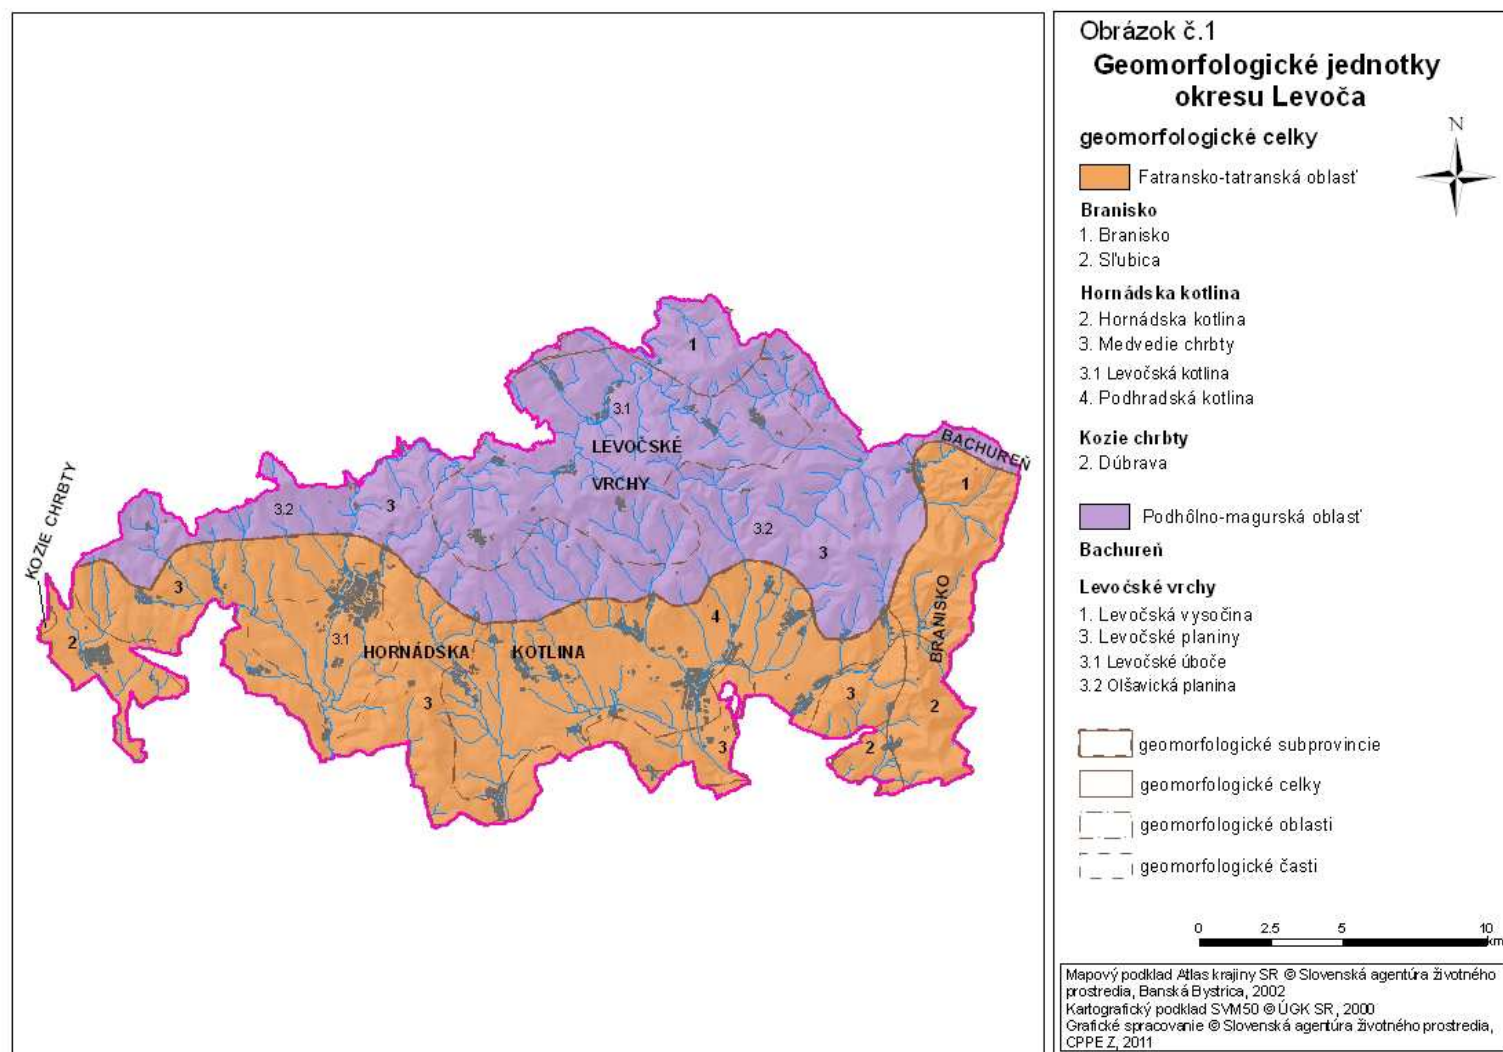 Obrázok č.1
Geomorfologické jednotky
okresu Levoča
N
geomorfologické celky
Fatransko-tatranská oblasť
Branisko
1. Branisko
2. Sľubica
Hornádska kotlina
2. Hornádska kotlina
3. Medvedie chrbty
3.1 Levočská kotlina
4. Podhradská kotlina
Kozie chrbty
2. Dúbrava
Podhôlno-magurská oblasť
Bachureň
Levočské vrchy
1. Levočská vysočina
3. Levočské planiny
3.1 Levočské úboče
3.2 Olšavická planina
geomorfologické subprovincie
geomorfologické celky
geomorfologické oblasti
geomorfologické časti
0 2.5 5 10
km
Mapový podklad Atlas krajiny SR © Slovenská agentúra životného
prostredia, Banská Bystrica, 2002
Kartografický podklad SVM50 © ÚGK SR, 2000
Grafické spracovanie © Slovenská agentúra životného prostredia,
CPPE Z, 2011
1
3.1
LEVOČSKÉ
VRCHY
BACHUREŇ
1
3.2
3
3.2
3
KOZIE CHRBTY
3
2
3.1
HORNÁDSKA KOTLINA
4
BRANISKO
3
3
2
3
2